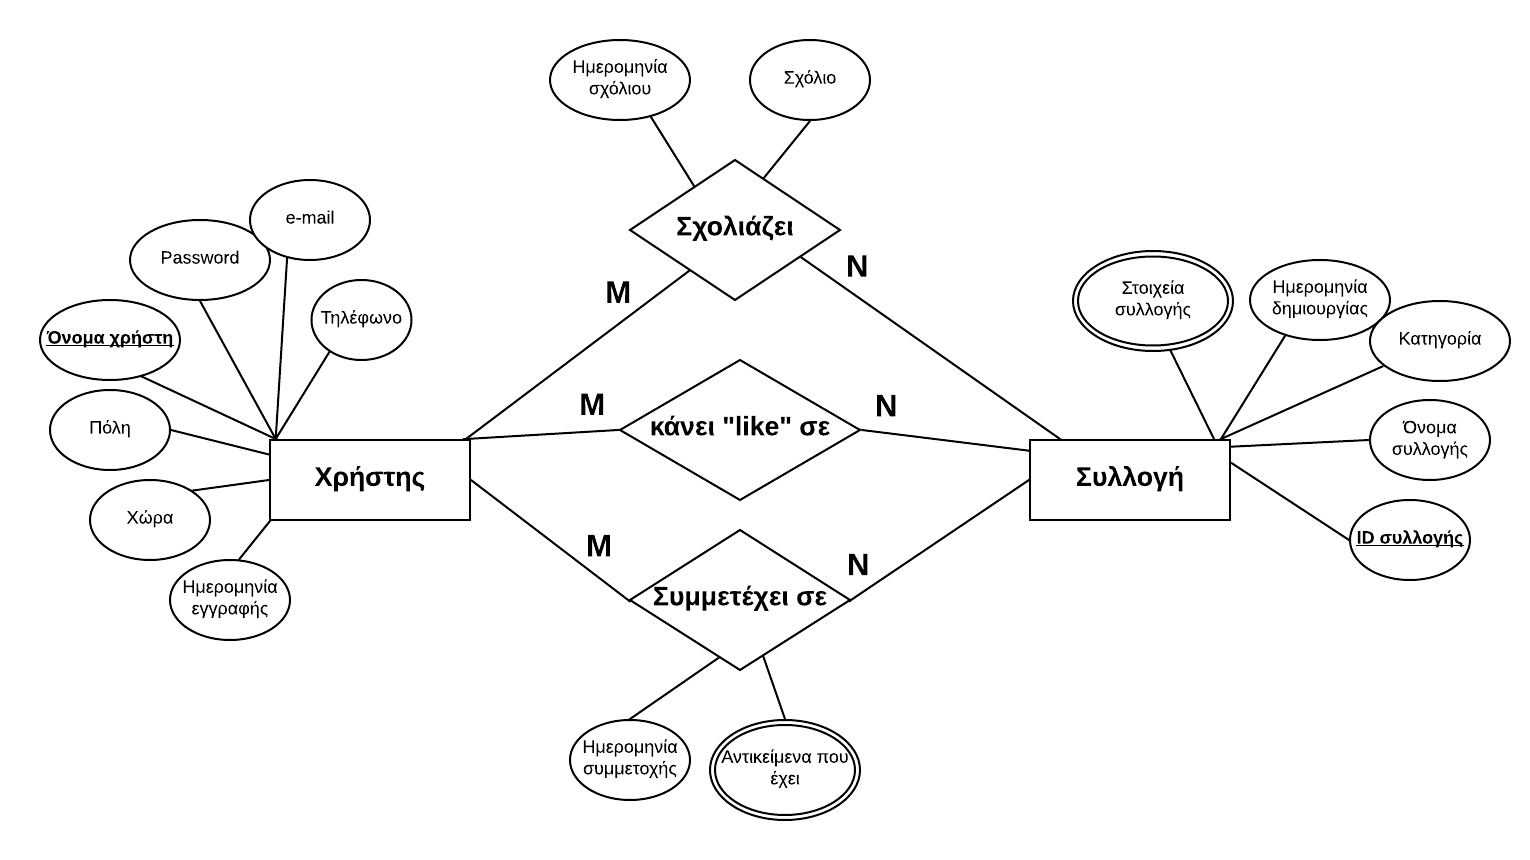 Ημερομηνία
σχόλιου
Σχόλιο
Σχολιάζει
M
N
e-mail
Password
Τηλέφωνο
Όνομα χρήστη
Πόλη
Χώρα
Ημερομηνία
εγγραφής
Χρήστης
M
κάνει "like" σε
N
Στοιχεία
συλλογής
Ημερομηνία
δημιουργίας
Κατηγορία
Όνομα
συλλογής
ID συλλογής
Συλλογή
M
N
Συμμετέχει σε
Ημερομηνία
συμμετοχής
Αντικείμενα που
έχει